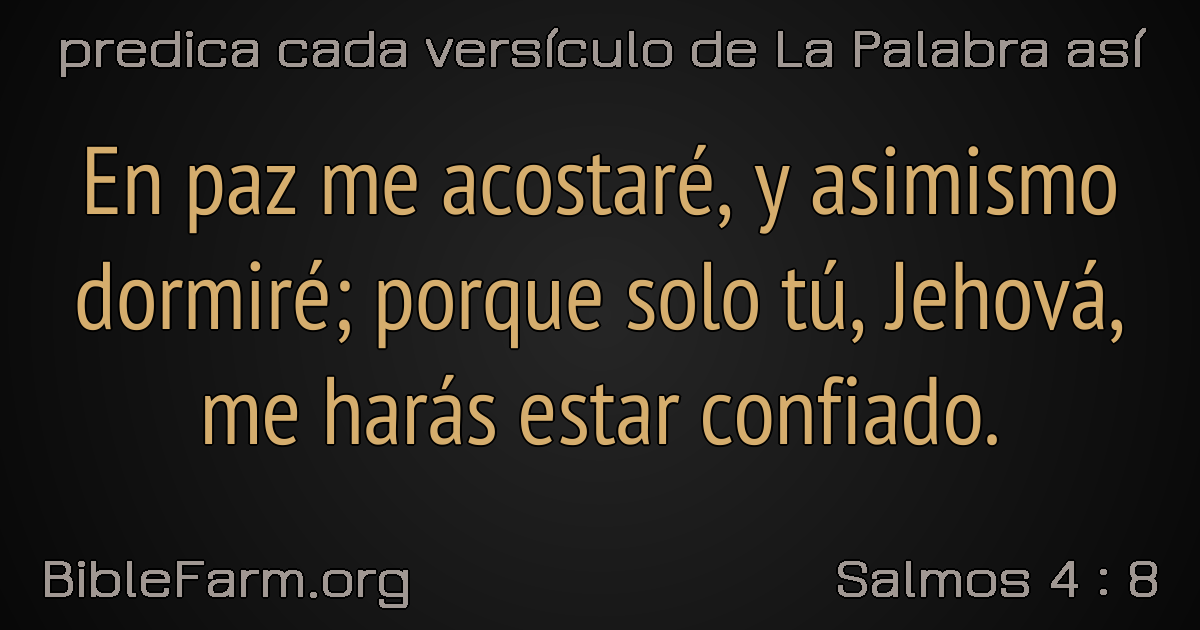 predica cada versículo de La Palabra así
En paz me acostaré, y asimismo
dormiré; porque solo tú, Jehová,
me harás estar confiado.
BibleFarm.org
Salmos 4 : 8